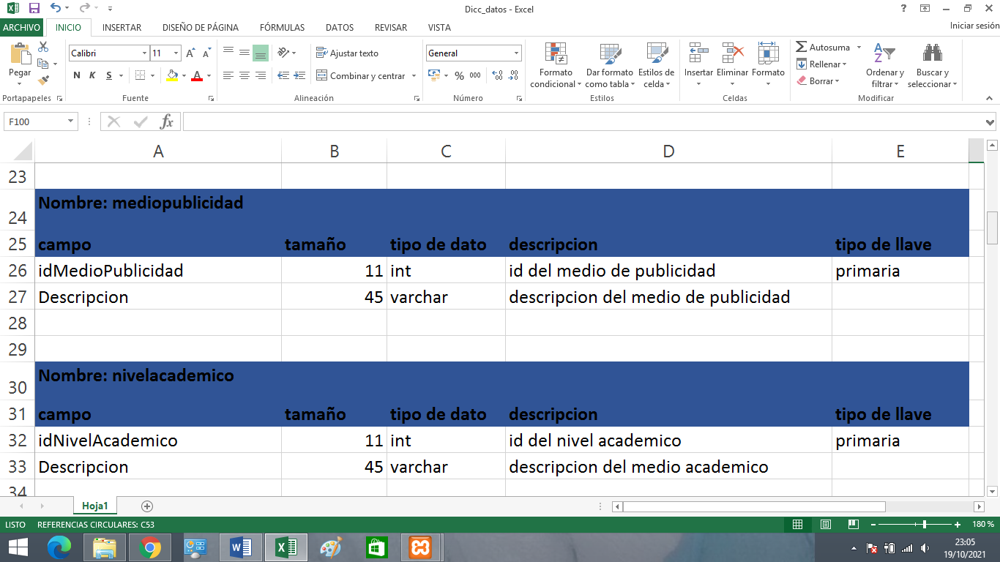 Dicc_datos - Excel
ARCHIVO INICIO INSERTAR DISEÑO DE PÁGINA FÓRMULAS DATOS REVISAR VISTA Iniciar sesión
Pegar
Portapapeles
Calibri 11
N K S
Fuente
Ajustar texto
Combinar y centrar
Alineación
General
% 000
Número
Formato condicional
Dar formato como tabla
Estilos de celda
Estilos
Insertar Eliminar Formato
Celdas
Autosuma
Rellenar
Borrar
Ordenar y filtrar
Buscar y seleccionar
Modificar
F100 fx
A B C D E
23
24 Nombre: mediopublicidad
25 campo tamaño tipo de dato descripcion tipo de llave
26 idMedioPublicidad 11 int id del medio de publicidad primaria
27 Descripcion 45 varchar descripcion del medio de publicidad
28
29
30 Nombre: nivelacademico
31 campo tamaño tipo de dato descripcion tipo de llave
32 idNivelAcademico 11 int id del nivel academico primaria
33 Descripcion 45 varchar descripcion del medio academico
34
Hoja1
LISTO REFERENCIAS CIRCULARES: C53 180 %
23:05
19/10/2021